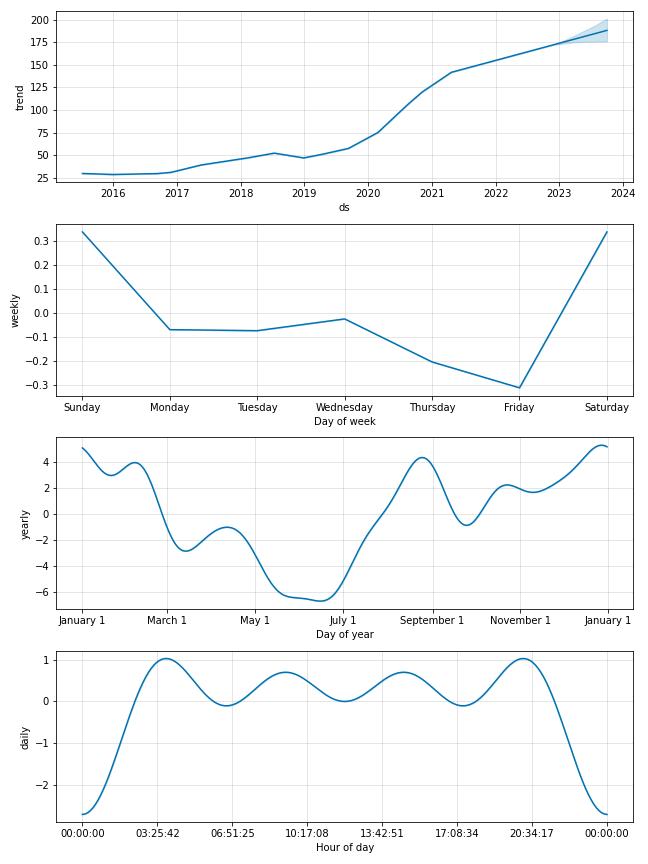 200
175
150
125
100
75
50
25
trend
2016 2017 2018 2019 2020 2021 2022 2023 2024
ds
0.3
0.2
0.1
0.0
−0.1
−0.2
−0.3
weekly
Sunday Monday Tuesday Wednesday Thursday Friday Saturday
Day of week
4
2
0
−2
−4
−6
yearly
January 1 March 1 May 1 July 1 September 1 November 1 January 1
Day of year
1
0
−1
−2
daily
00:00:00 03:25:42 06:51:25 10:17:08 13:42:51 17:08:34 20:34:17 00:00:00
Hour of day